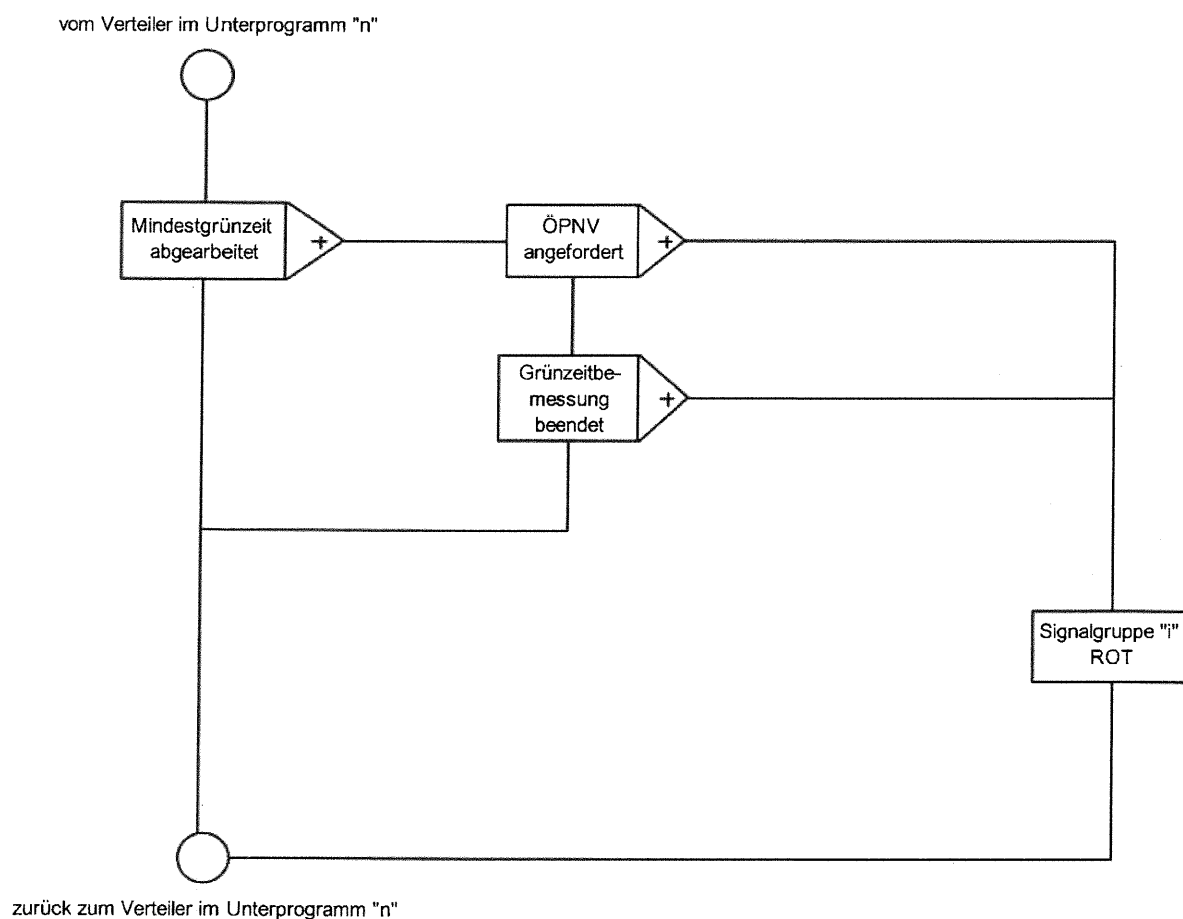 vom Verteiler im Unterprogramm "n"
Mindestgrünzeit
abgearbeitet
+
ÖPNV
angefordert
+
Grünzeitbe-
messung
beendet
+
Signalgruppe "i"
ROT
zurück zum Verteiler im Unterprogramm "n"